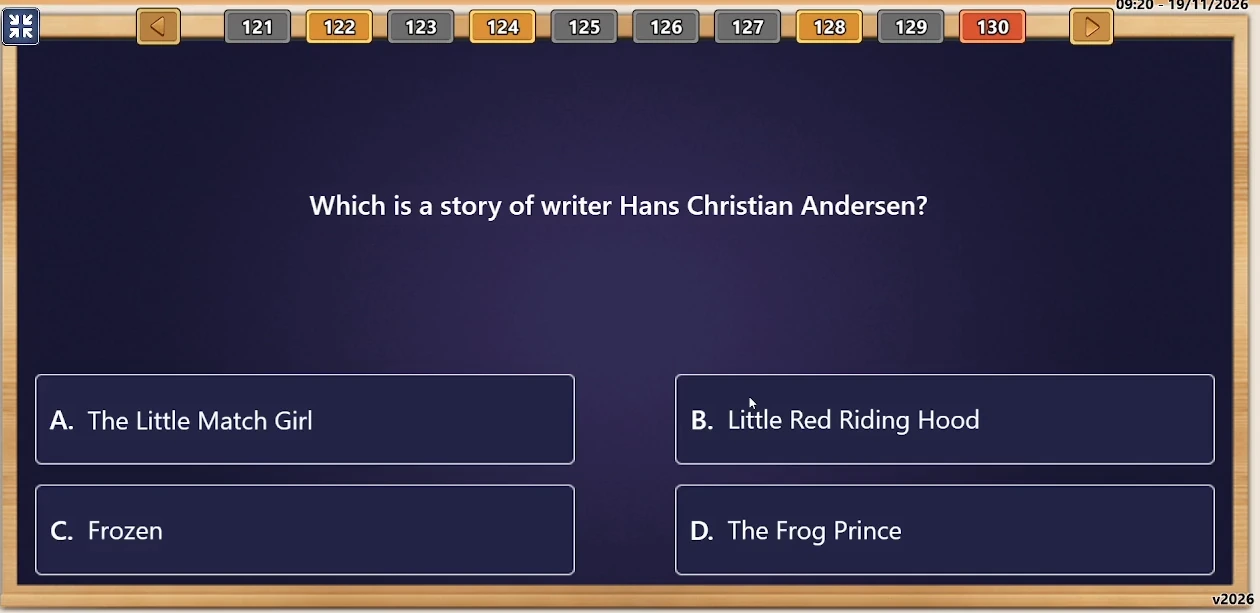 09:20 - 19/11/2026
121 122 123 124 125 126 127 128 129 130
Which is a story of writer Hans Christian Andersen?
A. The Little Match Girl
B. Little Red Riding Hood
C. Frozen
D. The Frog Prince
v2026